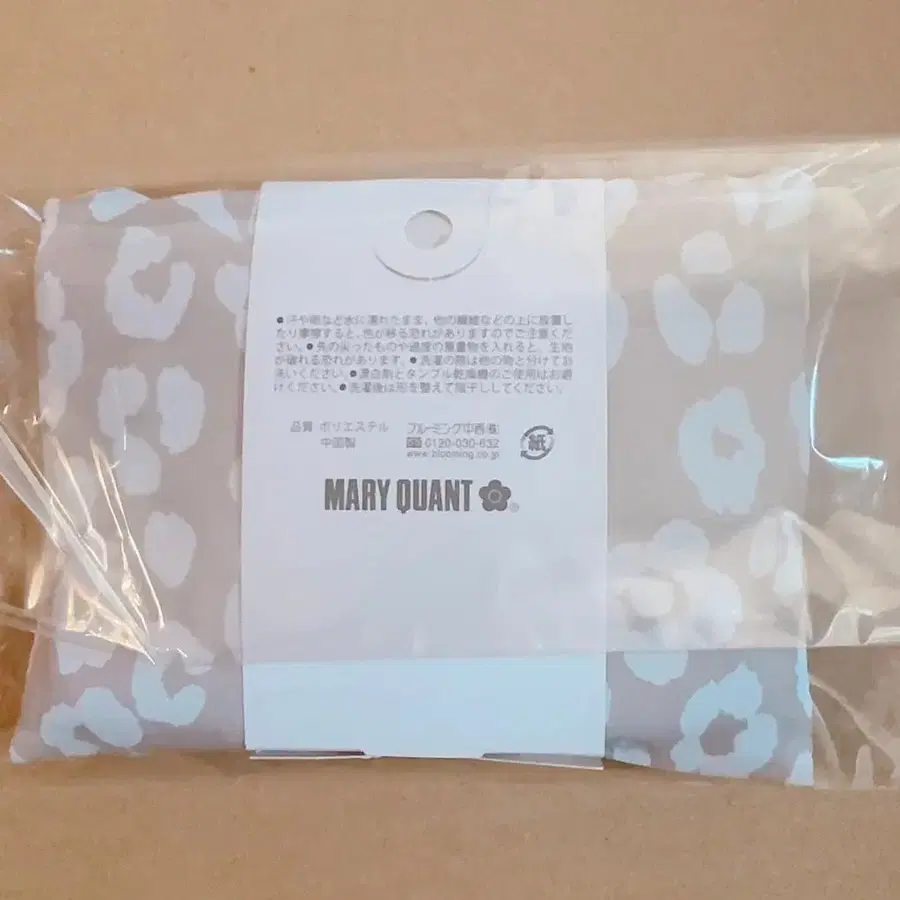 ●汗や雨など水に濡れたまま、他の繊維などの上に放置し
たり摩擦すると、色が移る恐れがありますのでご注意くだ
さい。●先の尖ったものや過度の重量物を入れると、生地
が破れる恐れがあります。●洗濯の際は他の物と分けてお
洗いください。●漂白剤とタンブル乾燥機のご使用はお避
けください。●洗濯後は形を整えて陰干ししてください。
品質 ポリエステル
中国製
ブルーミング中西(株)
0120-030-632
www.blooming.co.jp
紙
MARY QUANT ®